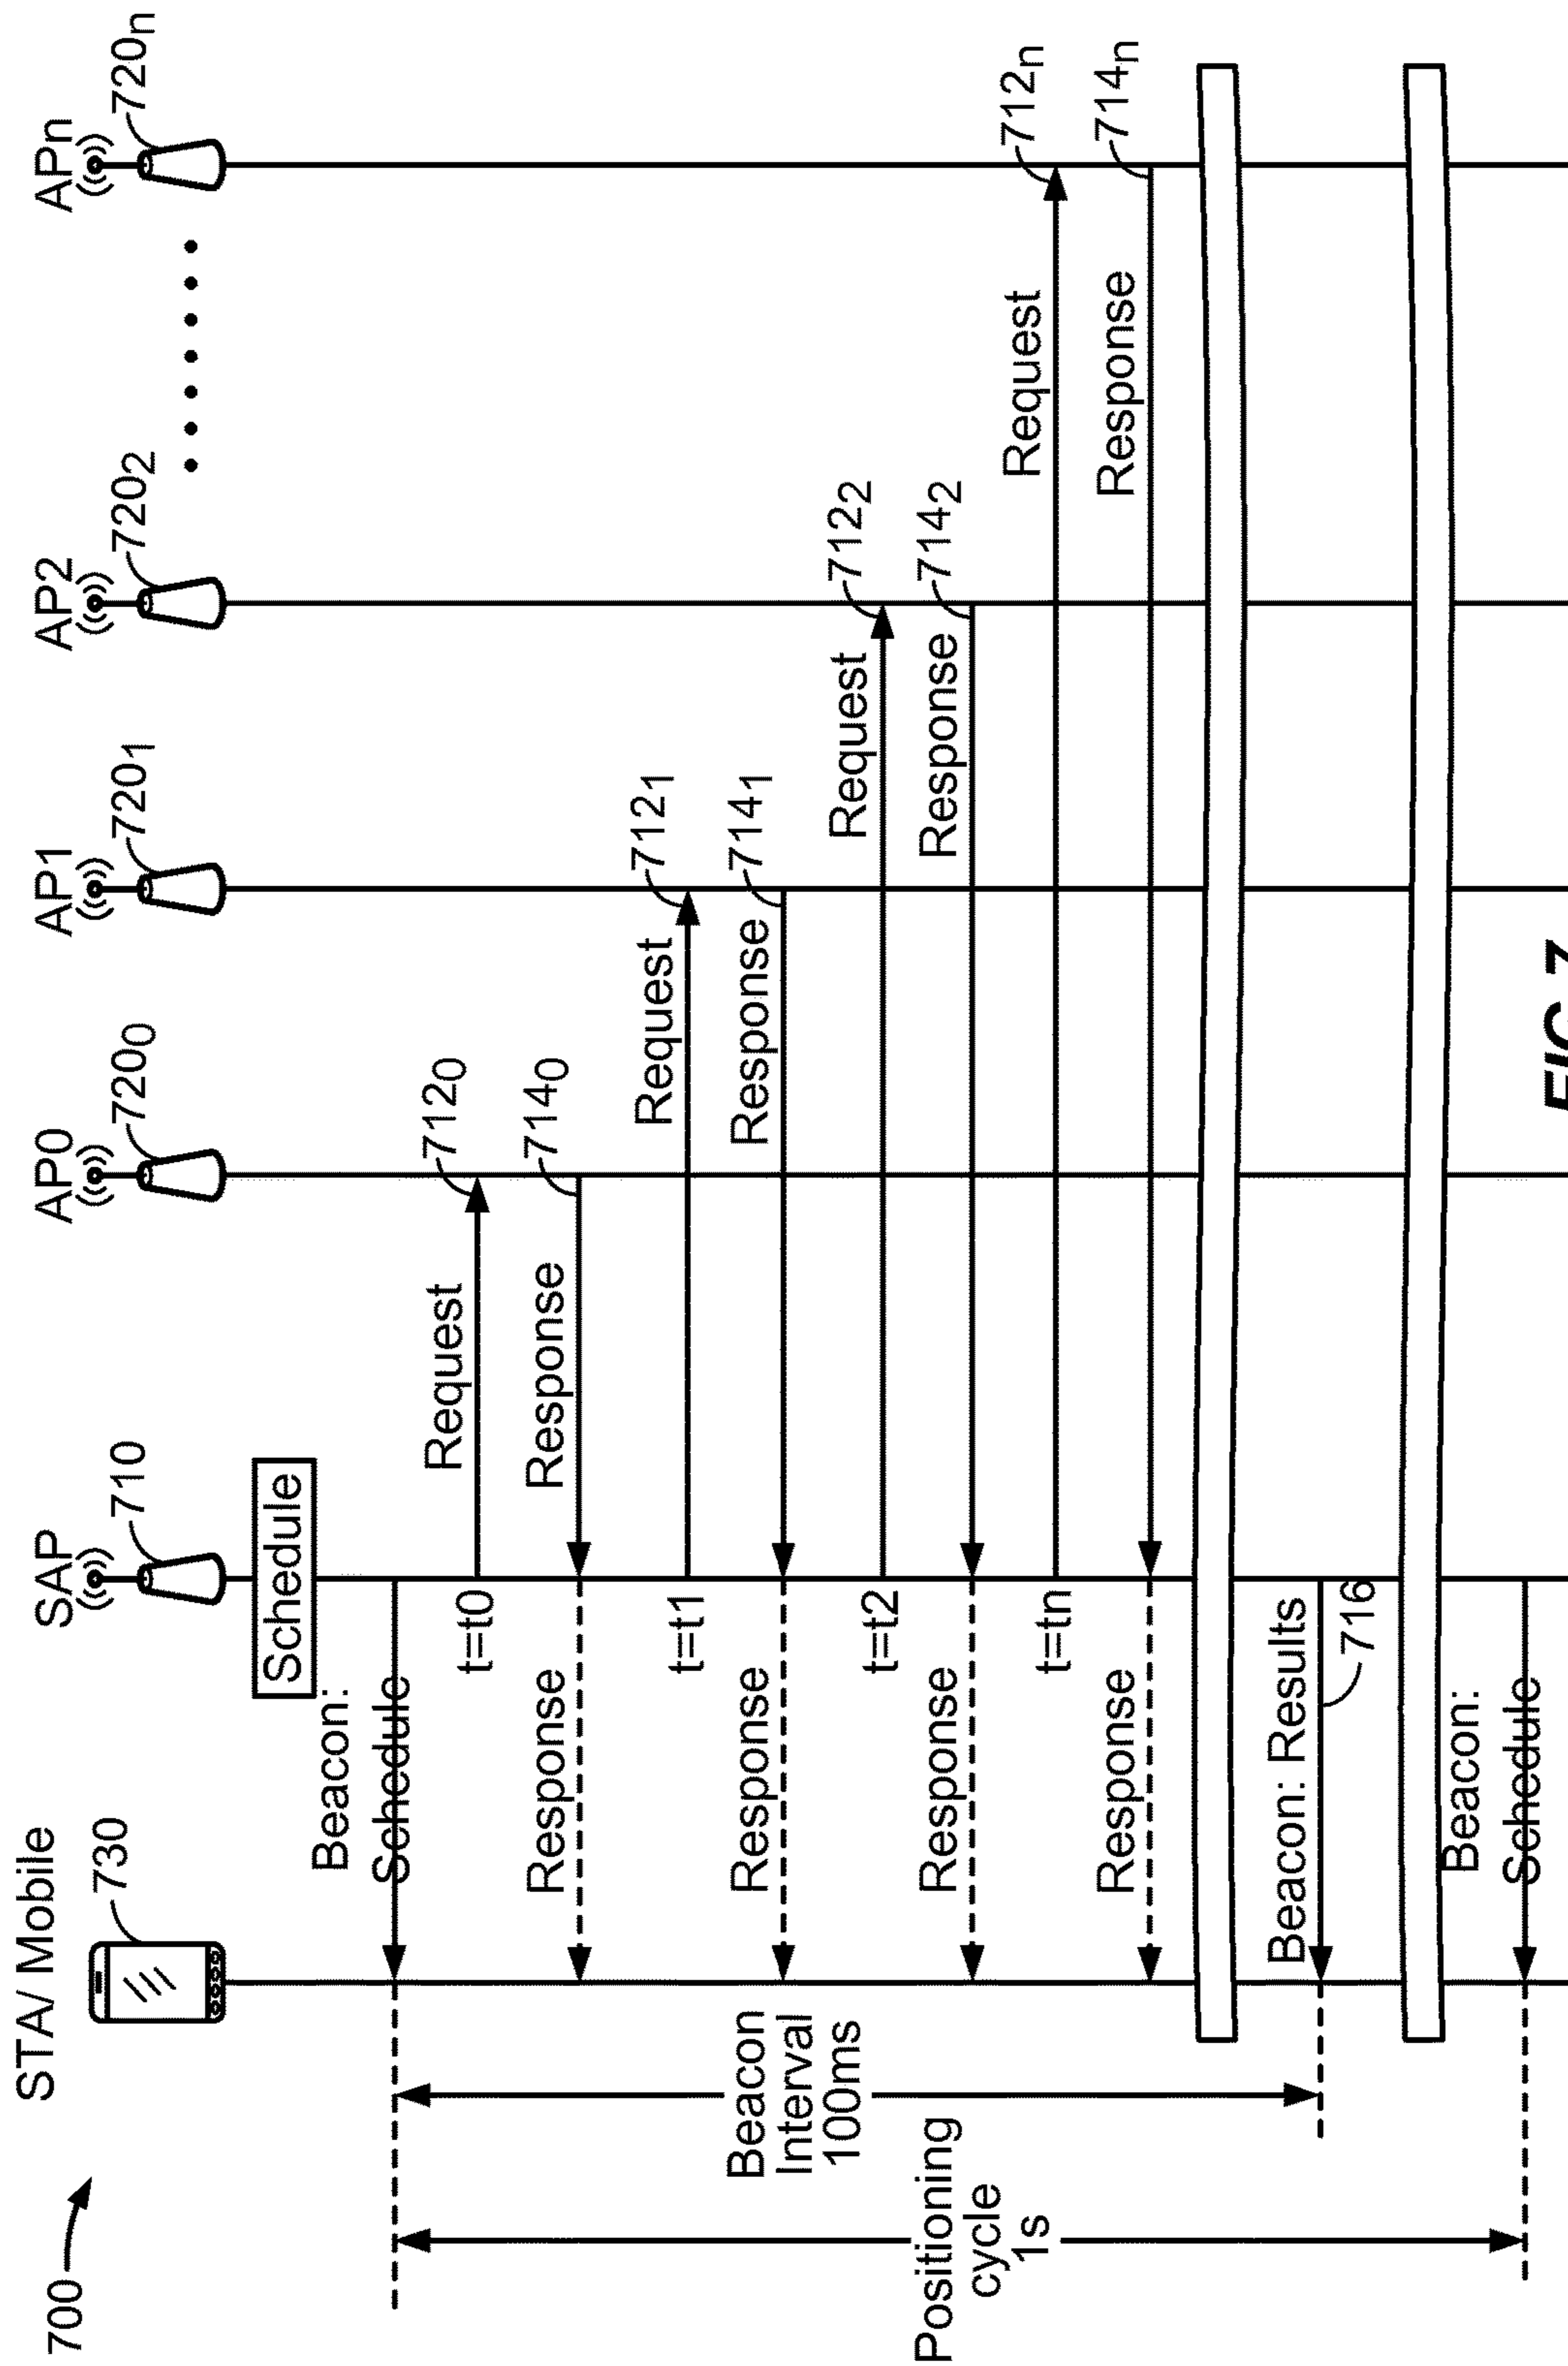 700
STA/ Mobile
730
SAP
710
AP0
720₀
AP1
720₁
AP2
720₂
APn
720ₙ
Schedule
Beacon:
Schedule
t=t0
Request
712₀
Response
Response
714₀
t=t1
Request
712₁
Response
Response
714₁
t=t2
Request
712₂
Response
Response
714₂
t=tn
Request
712ₙ
Response
Response
714ₙ
Beacon
Interval
100ms
Positioning
cycle
1s
Beacon: Results
716
Beacon:
Schedule
FIG. 7